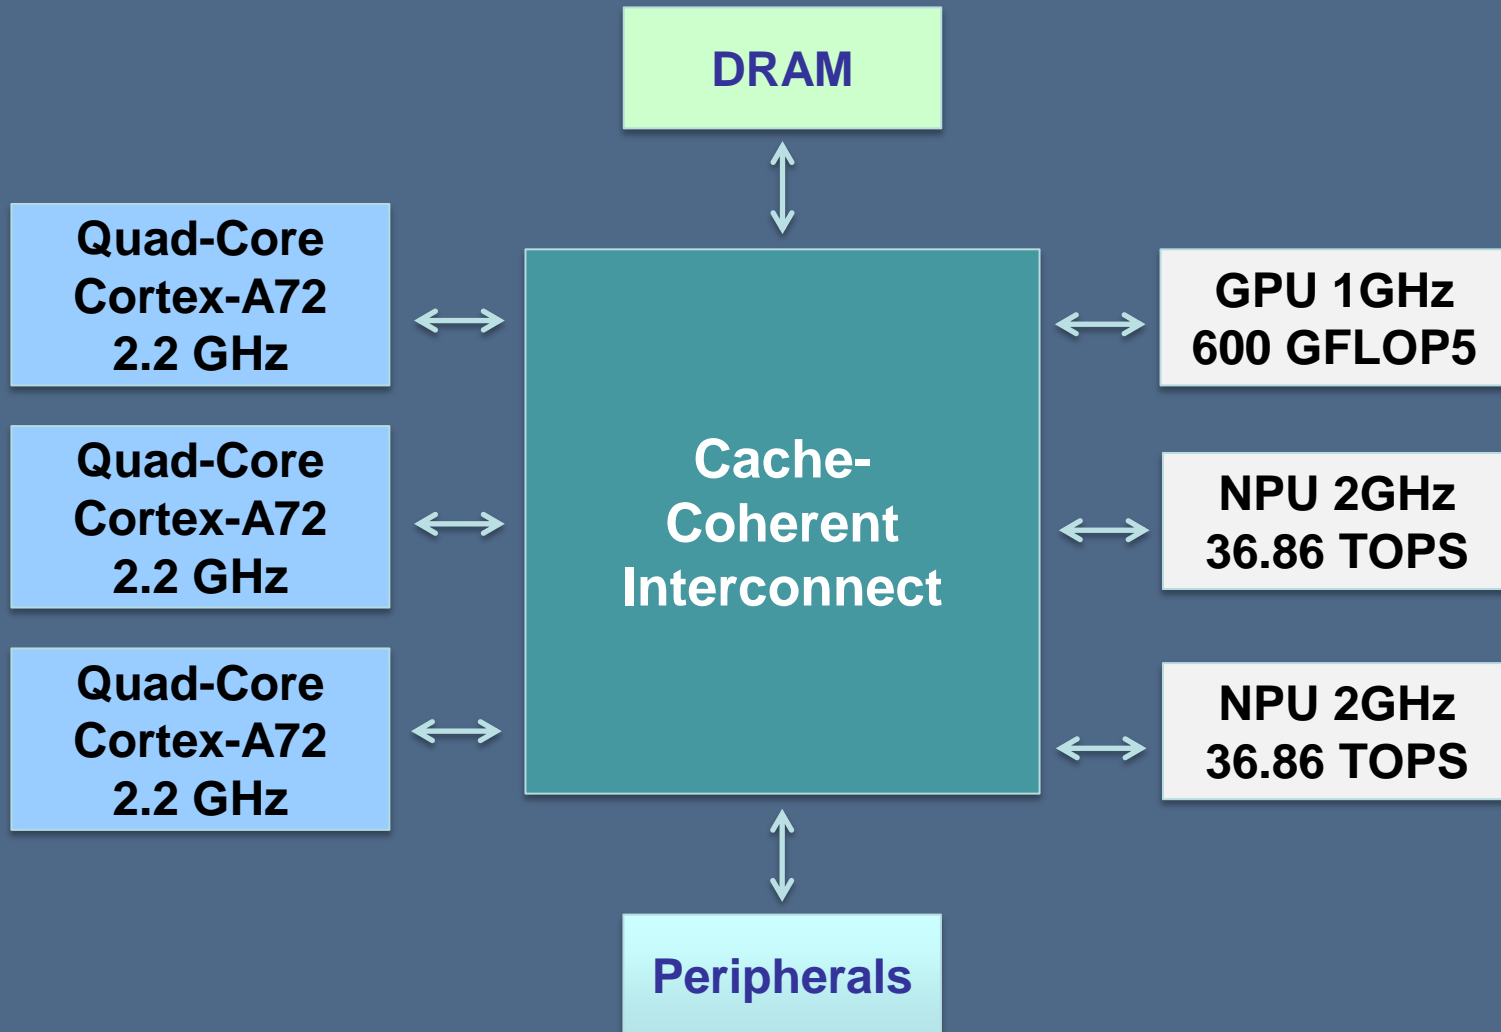 DRAM
Quad-Core
Cortex-A72
2.2 GHz
Quad-Core
Cortex-A72
2.2 GHz
Quad-Core
Cortex-A72
2.2 GHz
Cache-
Coherent
Interconnect
GPU 1GHz
600 GFLOP5
NPU 2GHz
36.86 TOPS
NPU 2GHz
36.86 TOPS
Peripherals